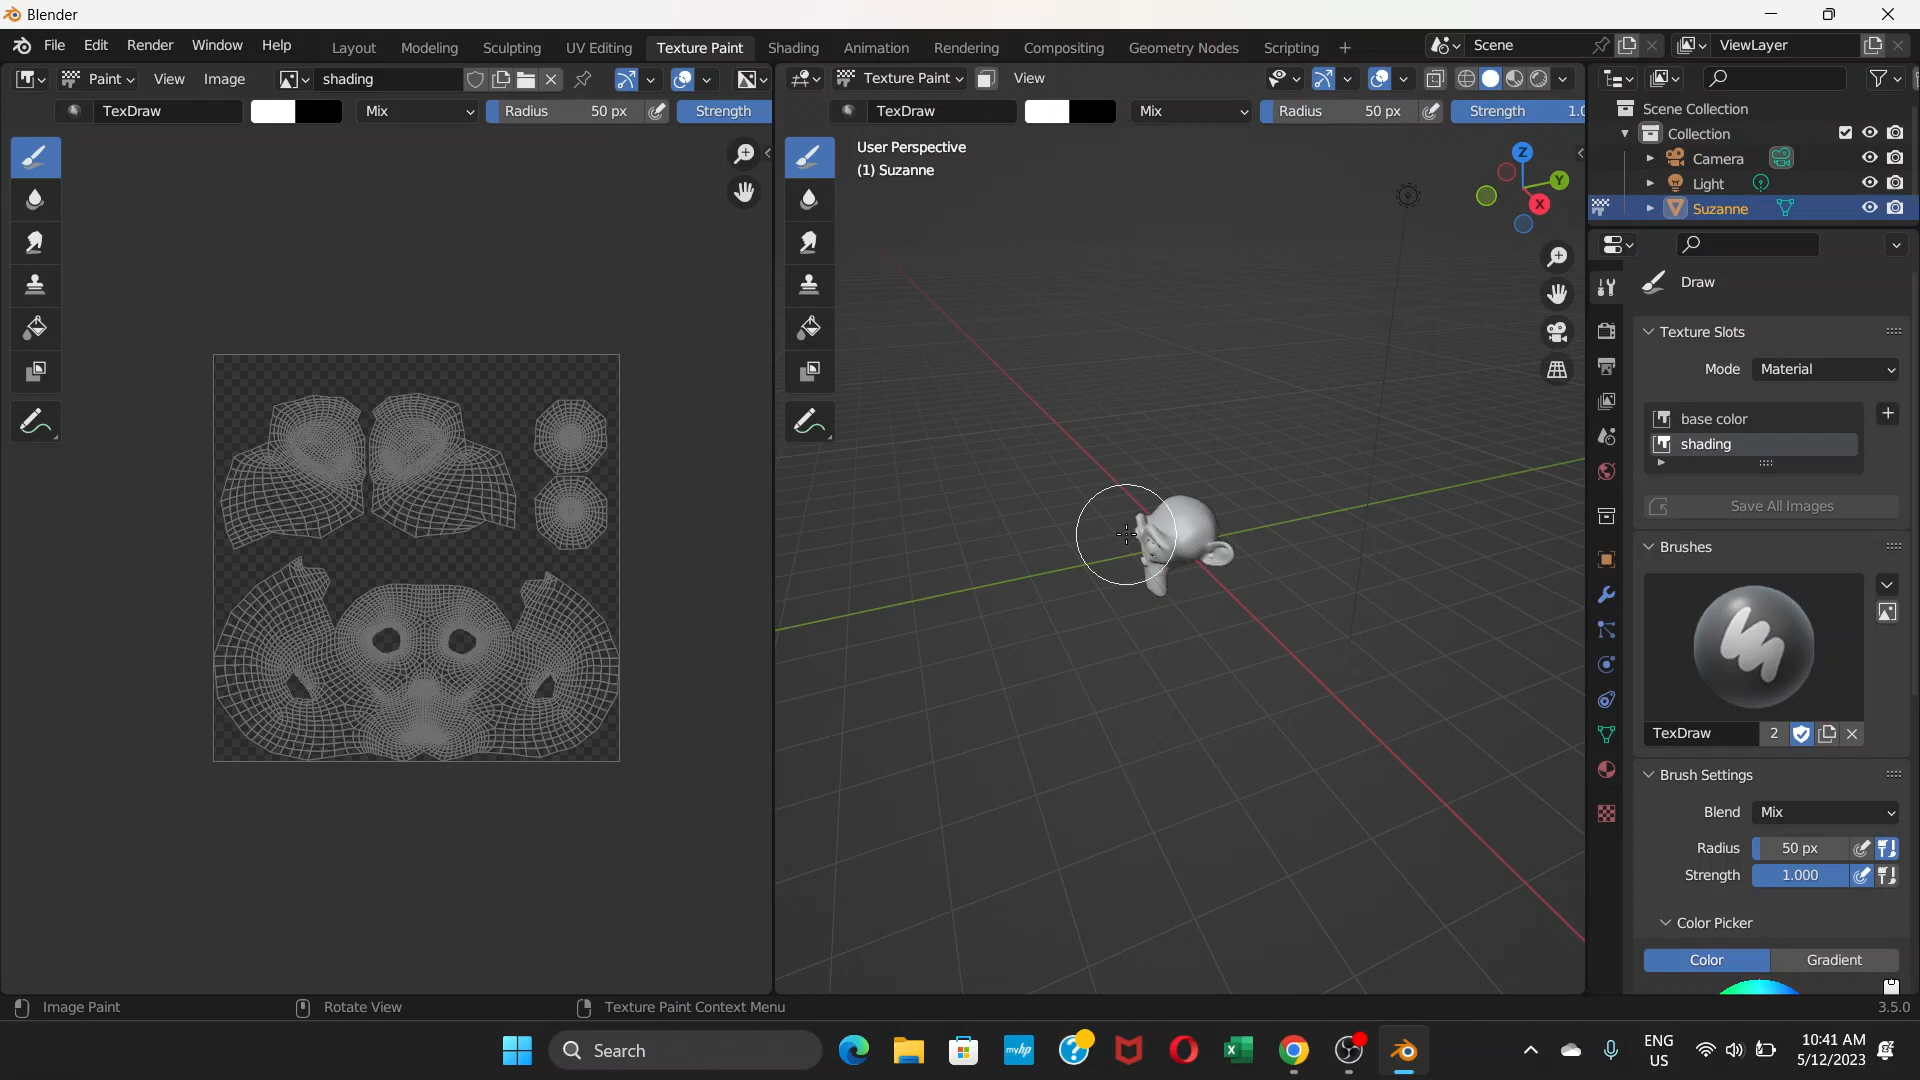 Blender
File Edit Render Window Help Layout Modeling Sculpting UV Editing Texture Paint Shading Animation Rendering Compositing Geometry Nodes Scripting + Scene ViewLayer
Paint View Image shading Texture Paint View
TexDraw Mix Radius 50 px Strength TexDraw Mix Radius 50 px Strength 1.0
User Perspective
(1) Suzanne
Z
Y
X
Scene Collection
Collection
Camera
Light
Suzanne
Draw
Texture Slots
Mode Material
base color
shading
Save All Images
Brushes
TexDraw 2
Brush Settings
Blend Mix
Radius 50 px
Strength 1.000
Color Picker
Color Gradient
Image Paint Rotate View Texture Paint Context Menu 3.5.0
Search
myhp
ENG
US
10:41 AM
5/12/2023